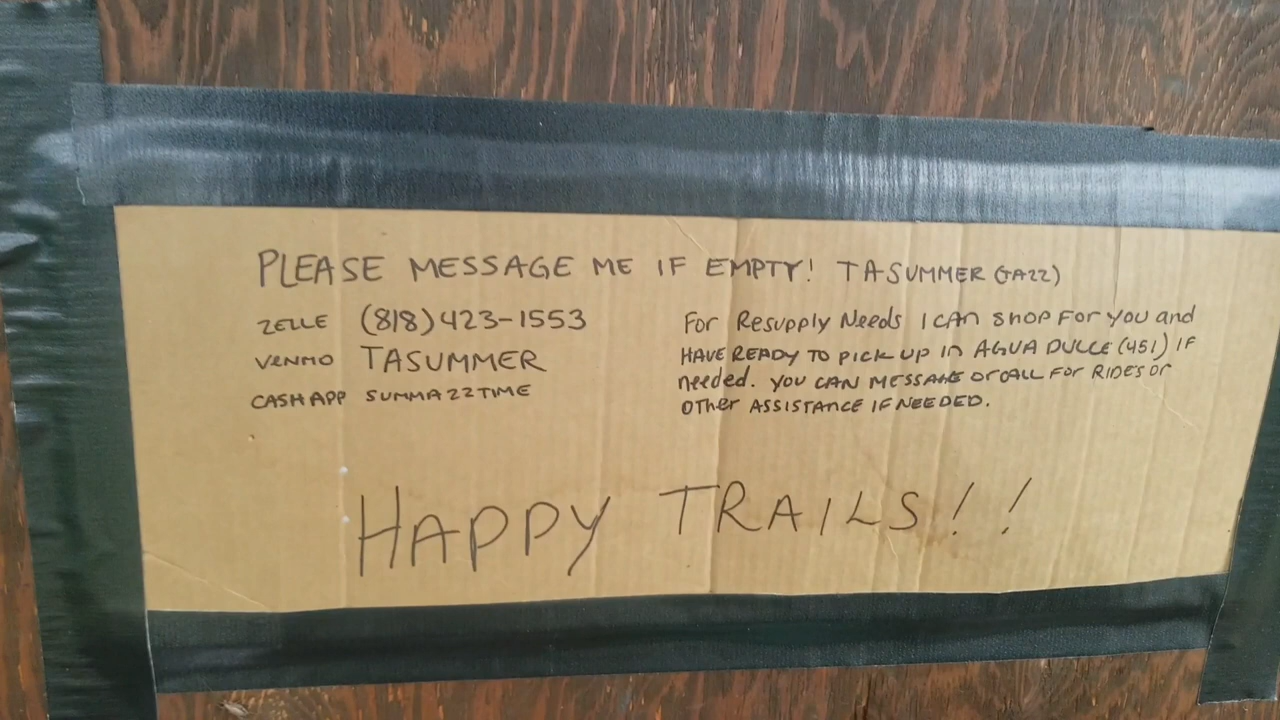 PLEASE MESSAGE ME IF EMPTY! TASUMMER (GA22)
ZELLE (818)423-1553
VENMO TASUMMER
CASHAPP SUMMA22TIME
For Resupply Needs I CAN SHOP FOR YOU and
HAVE READY TO PICK UP in AGUA DULCE (451) IF
needed. YOU CAN MESSAGE Or CALL FOR RIDES or
OTHer ASSISTANCE IF NEEDED.
HAPPY TRAILS!!